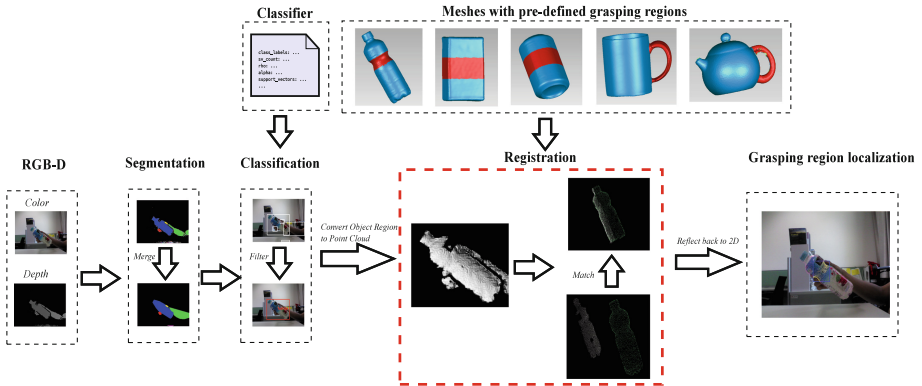 Classifier
Meshes with pre-defined grasping regions
class_labels: ...
sv_count: ...
rho: ...
alpha: ...
support_vectors: ...
...
RGB-D
Segmentation
Classification
Registration
Grasping region localization
Color
Depth
Merge
Filter
Convert Object Region
to Point Cloud
Match
Reflect back to 2D